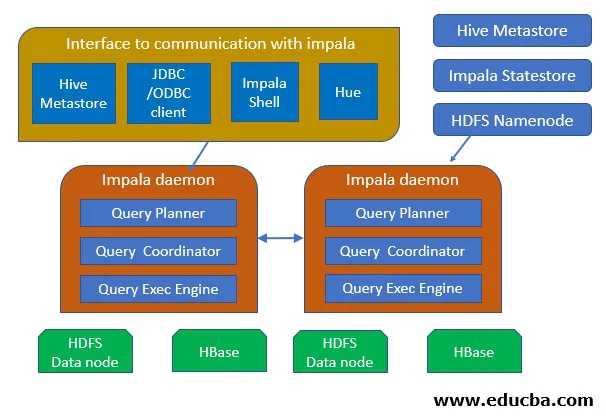 Interface to communication with impala
Hive
Metastore
JDBC
/ODBC
client
Impala
Shell
Hue
Hive Metastore
Impala Statestore
HDFS Namenode
Impala daemon
Query Planner
Query Coordinator
Query Exec Engine
Impala daemon
Query Planner
Query Coordinator
Query Exec Engine
HDFS
Data node
HBase
HDFS
Data node
HBase
www.educba.com